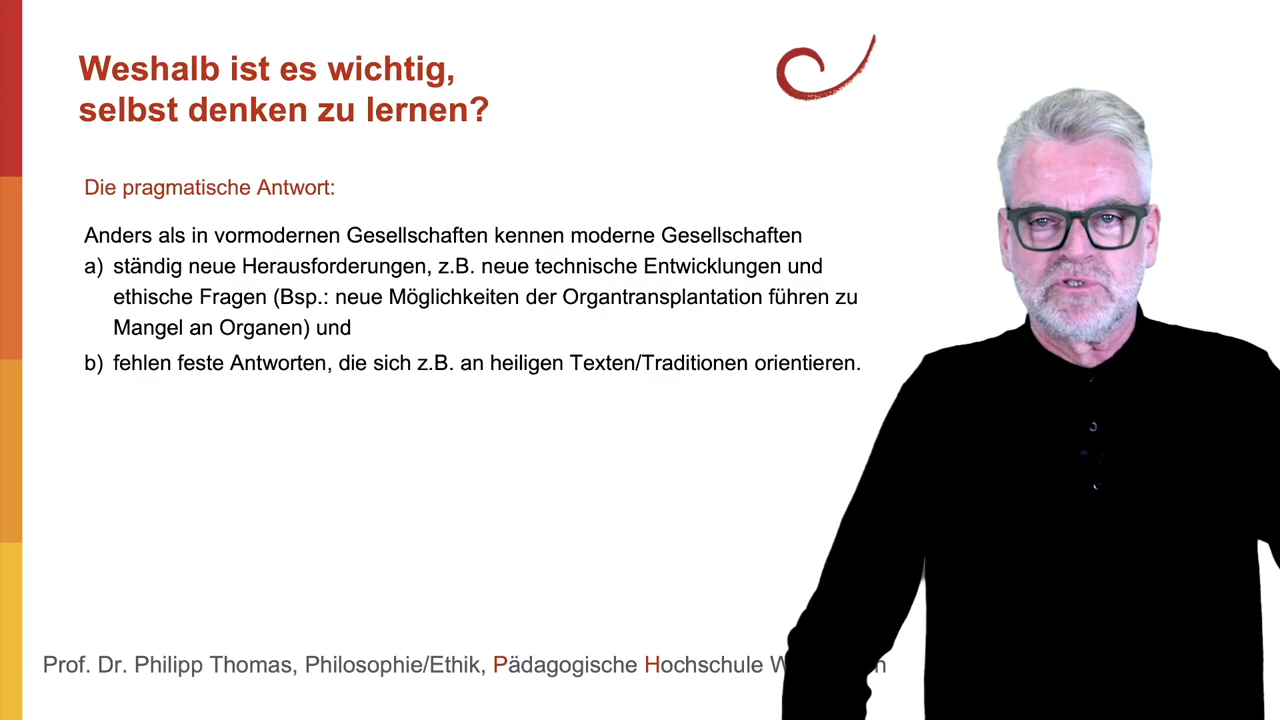 Weshalb ist es wichtig,
selbst denken zu lernen?
Die pragmatische Antwort:
Anders als in vormodernen Gesellschaften kennen moderne Gesellschaften
a) ständig neue Herausforderungen, z.B. neue technische Entwicklungen und
ethische Fragen (Bsp.: neue Möglichkeiten der Organtransplantation führen zu
Mangel an Organen) und
b) fehlen feste Antworten, die sich z.B. an heiligen Texten/Traditionen orientieren.
Prof. Dr. Philipp Thomas, Philosophie/Ethik, Pädagogische Hochschule